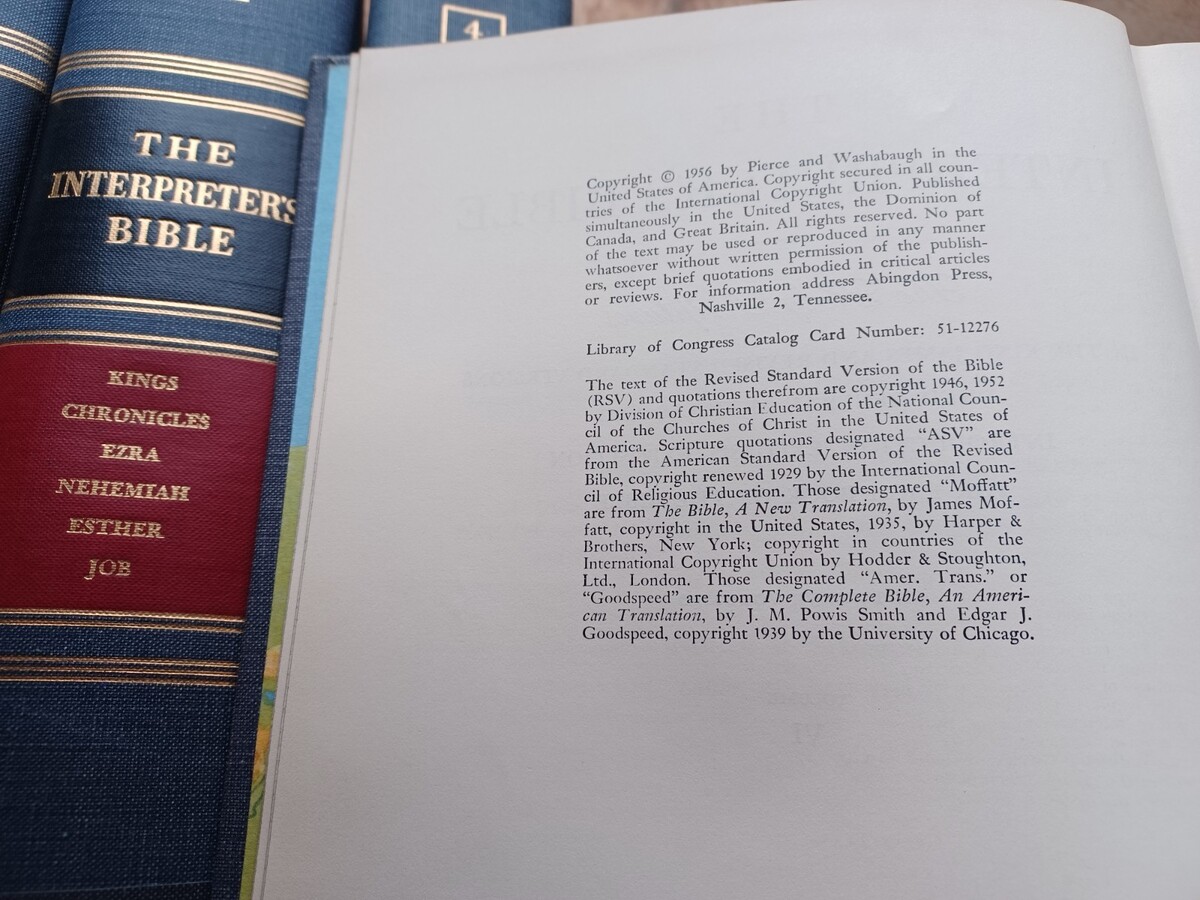 THE
INTERPRETER'S
BIBLE
KINGS
CHRONICLES
EZRA
NEHEMIAH
ESTHER
JOB
4
Copyright © 1956 by Pierce and Washabaugh in the
United States of America. Copyright secured in all coun-
tries of the International Copyright Union. Published
simultaneously in the United States, the Dominion of
Canada, and Great Britain. All rights reserved. No part
of the text may be used or reproduced in any manner
whatsoever without written permission of the publish-
ers, except brief quotations embodied in critical articles
or reviews. For information address Abingdon Press,
Nashville 2, Tennessee.
Library of Congress Catalog Card Number: 51-12276
The text of the Revised Standard Version of the Bible
(RSV) and quotations therefrom are copyright 1946, 1952
by Division of Christian Education of the National Coun-
cil of the Churches of Christ in the United States of
America. Scripture quotations designated “ASV” are
from the American Standard Version of the Revised
Bible, copyright renewed 1929 by the International Coun-
cil of Religious Education. Those designated “Moffatt”
are from The Bible, A New Translation, by James Mof-
fatt, copyright in the United States, 1935, by Harper &
Brothers, New York; copyright in countries of the
International Copyright Union by Hodder & Stoughton,
Ltd., London. Those designated “Amer. Trans.” or
“Goodspeed” are from The Complete Bible, An Ameri-
can Translation, by J. M. Powis Smith and Edgar J.
Goodspeed, copyright 1939 by the University of Chicago.